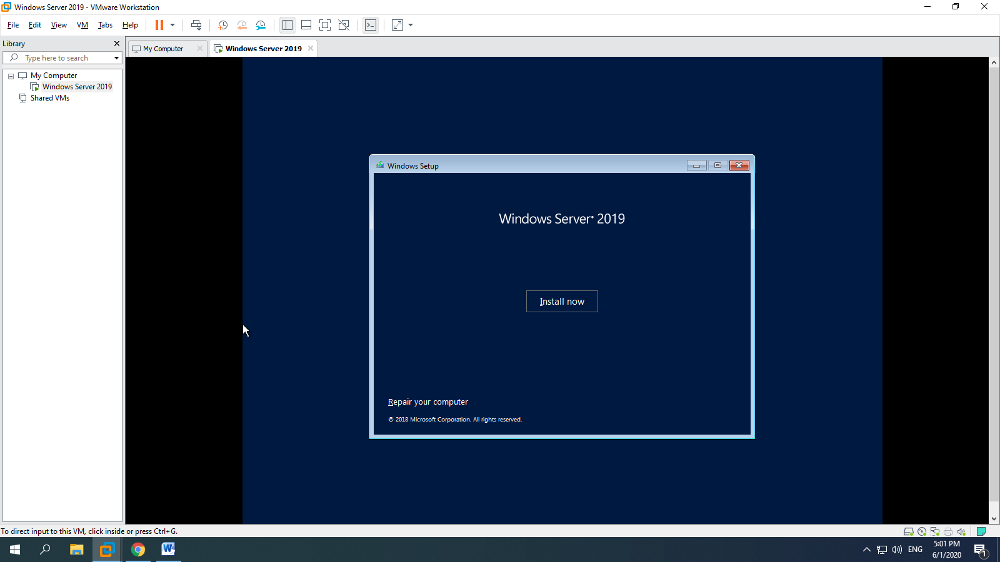 Windows Server 2019 - VMware Workstation
File Edit View VM Tabs Help
Library
Type here to search
My Computer
Windows Server 2019
Shared VMs
My Computer
Windows Server 2019
Windows Setup
Windows Server® 2019
Install now
Repair your computer
© 2018 Microsoft Corporation. All rights reserved.
To direct input to this VM, click inside or press Ctrl+G.
ENG
5:01 PM
6/1/2020
1